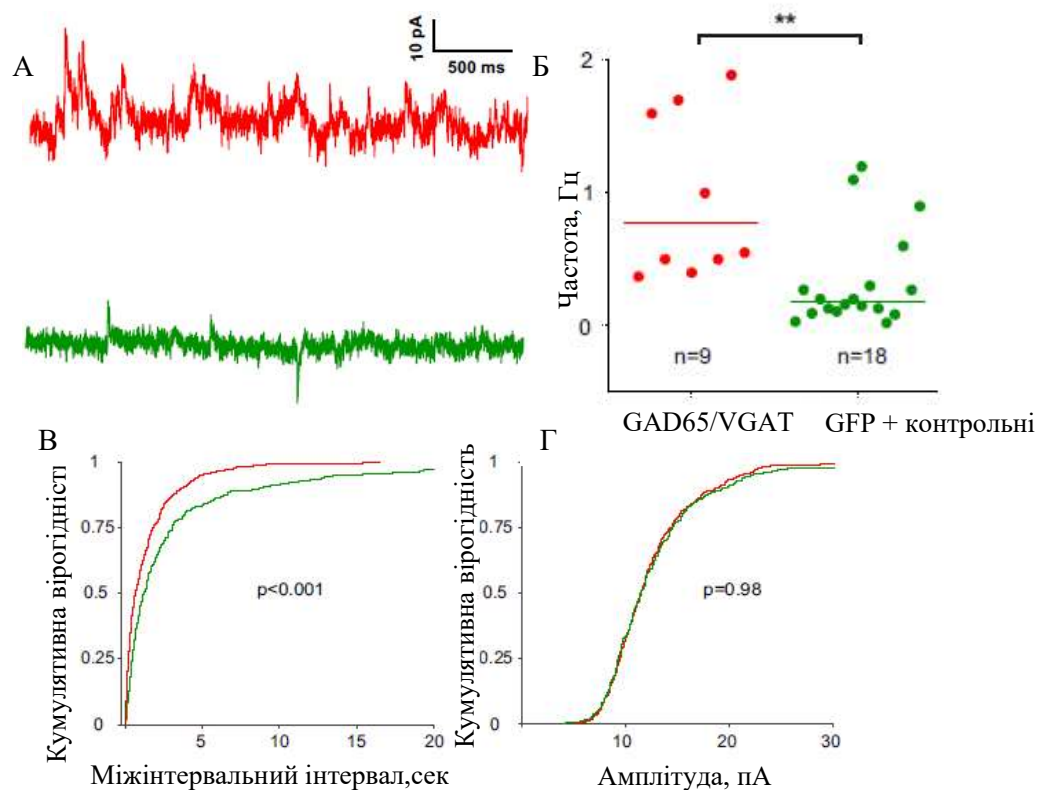 А
10 pA
500 ms
Б
**
Частота, Гц
2
1
0
n=9
n=18
GAD65/VGAT
GFP + контрольні
В
Кумулятивна вірогідністі
1
0.75
0.5
0.25
0
p<0.001
5
10
15
20
Міжінтервальний інтервал,сек
Г
Кумулятивна вірогідність
1
0.75
0.5
0.25
0
p=0.98
10
20
30
Амплітуда, пА